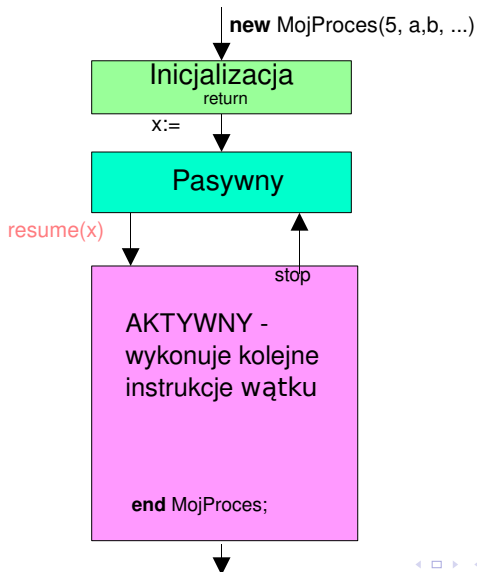 new MojProces(5, a,b, ...)
Inicjalizacja
return
x:=
Pasywny
resume(x)
stop
AKTYWNY -
wykonuje kolejne
instrukcje wątku
end MojProces;